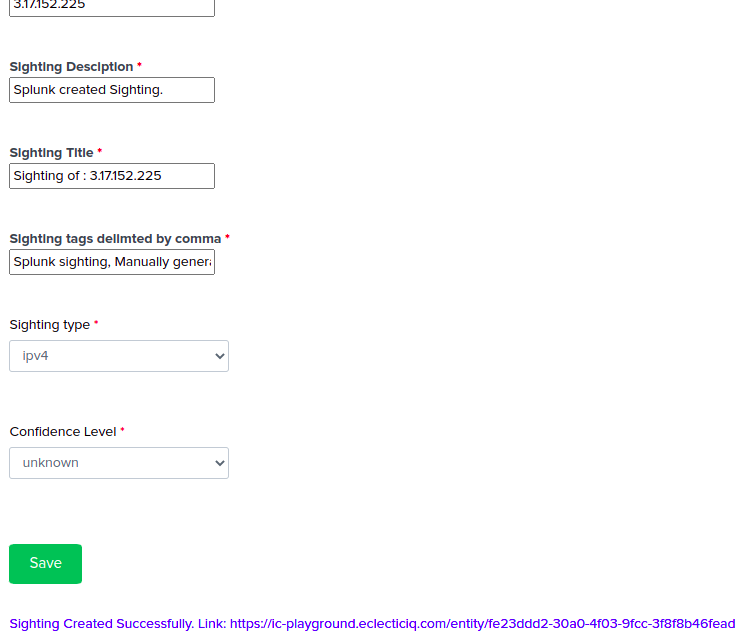 3.17.152.225
Sighting Desciption *
Splunk created Sighting.
Sighting Title *
Sighting of : 3.17.152.225
Sighting tags delimted by comma *
Splunk sighting, Manually genera
Sighting type *
ipv4
Confidence Level *
unknown
Save
Sighting Created Successfully. Link: https://ic-playground.eclecticiq.com/entity/fe23ddd2-30a0-4f03-9fcc-3f8f8b46fead